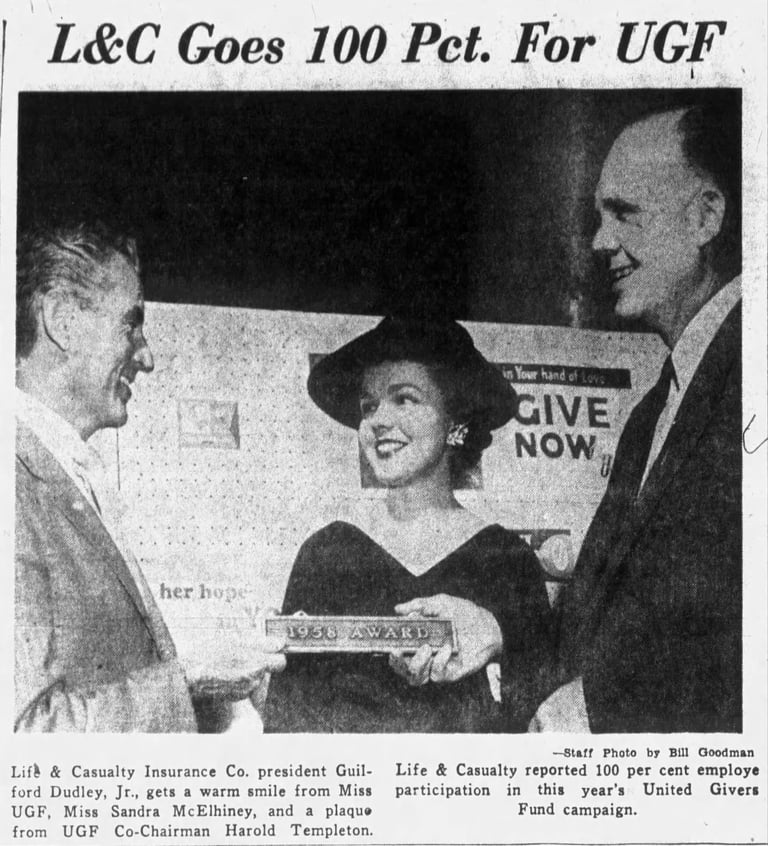 L&C Goes 100 Pct. For UGF
in Your hand of Love
GIVE
NOW
her hope
1958 AWARD
—Staff Photo by Bill Goodman
Life & Casualty Insurance Co. president Guil-
ford Dudley, Jr., gets a warm smile from Miss
UGF, Miss Sandra McElhiney, and a plaque
from UGF Co-Chairman Harold Templeton.
Life & Casualty reported 100 per cent employe
participation in this year's United Givers
Fund campaign.